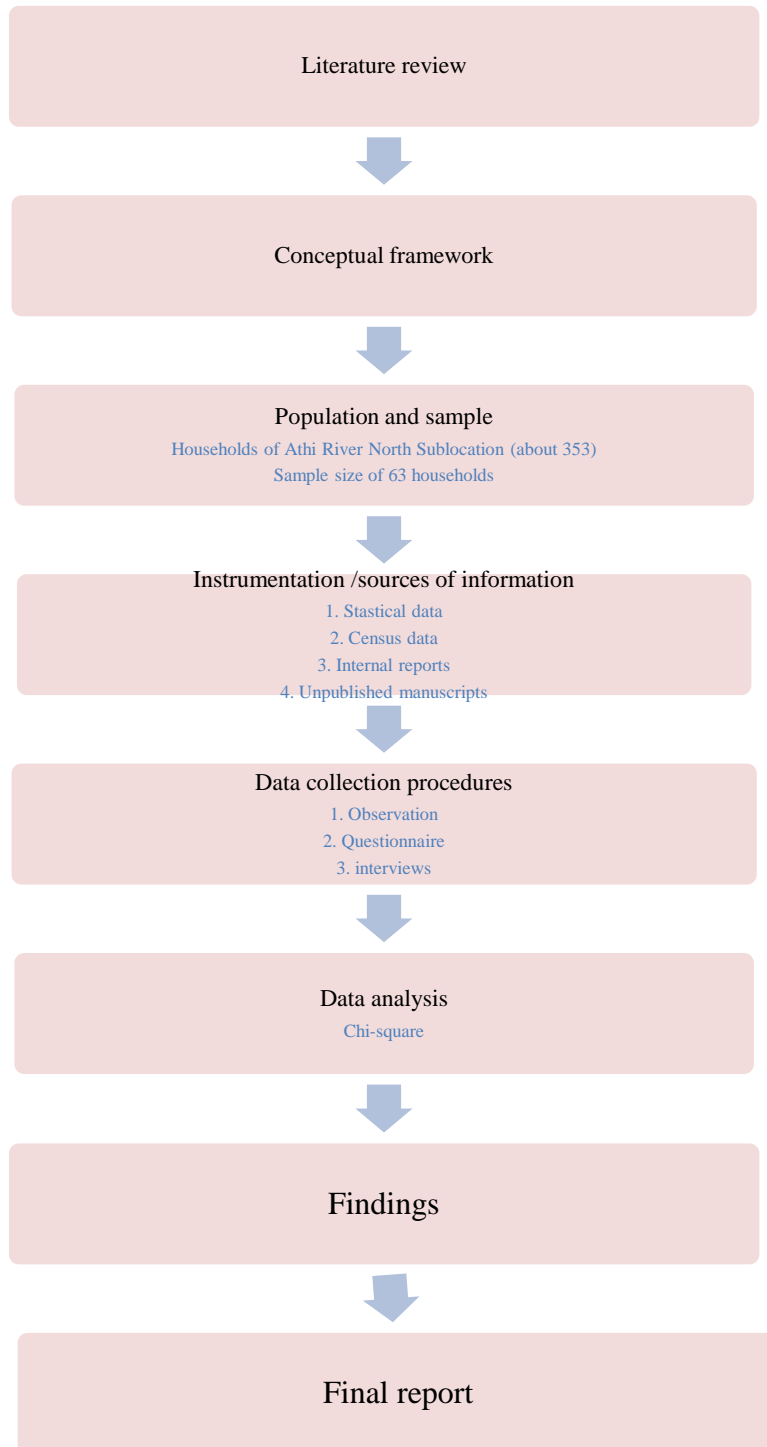 Literature review
Conceptual framework
Population and sample
Households of Athi River North Sublocation (about 353)
Sample size of 63 households
Instrumentation /sources of information
1. Stastical data
2. Census data
3. Internal reports
4. Unpublished manuscripts
Data collection procedures
1. Observation
2. Questionnaire
3. interviews
Data analysis
Chi-square
Findings
Final report